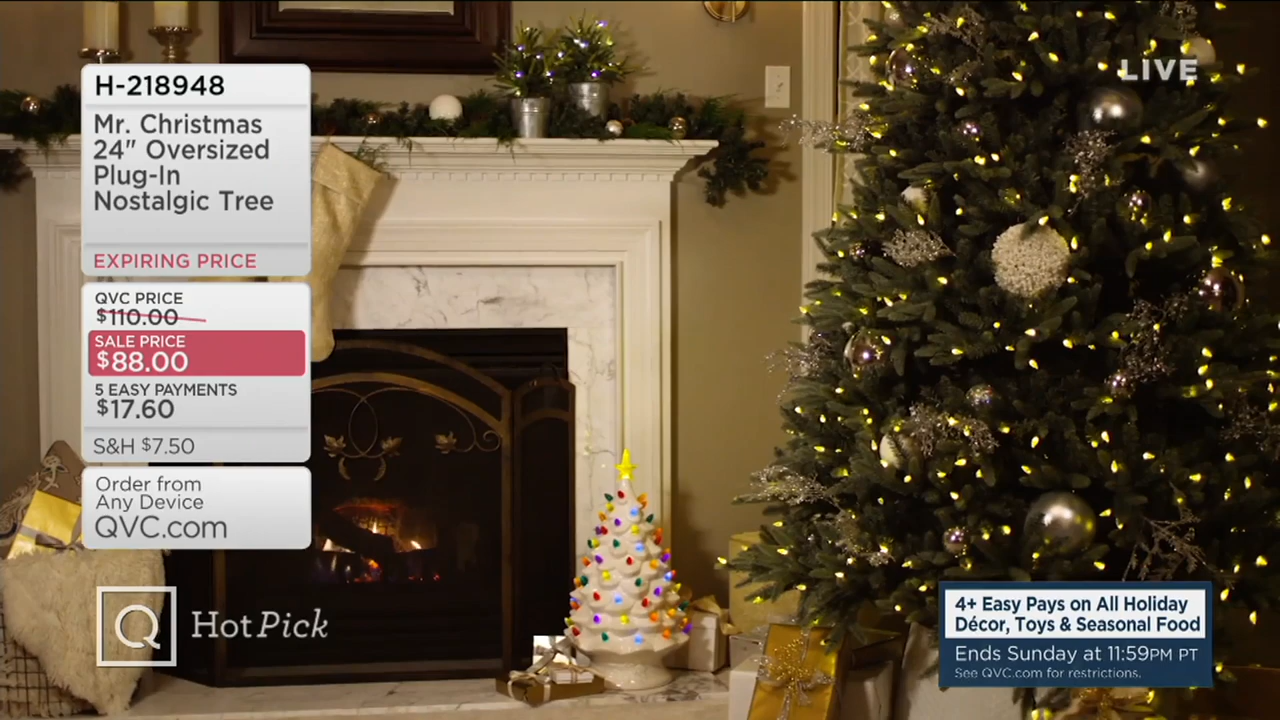 LIVE
H-218948
Mr. Christmas
24" Oversized
Plug-In
Nostalgic Tree
EXPIRING PRICE
QVC PRICE
$110.00
SALE PRICE
$88.00
5 EASY PAYMENTS
$17.60
S&H $7.50
Order from
Any Device
QVC.com
Q HotPick
4+ Easy Pays on All Holiday
Décor, Toys & Seasonal Food
Ends Sunday at 11:59PM PT
See QVC.com for restrictions.